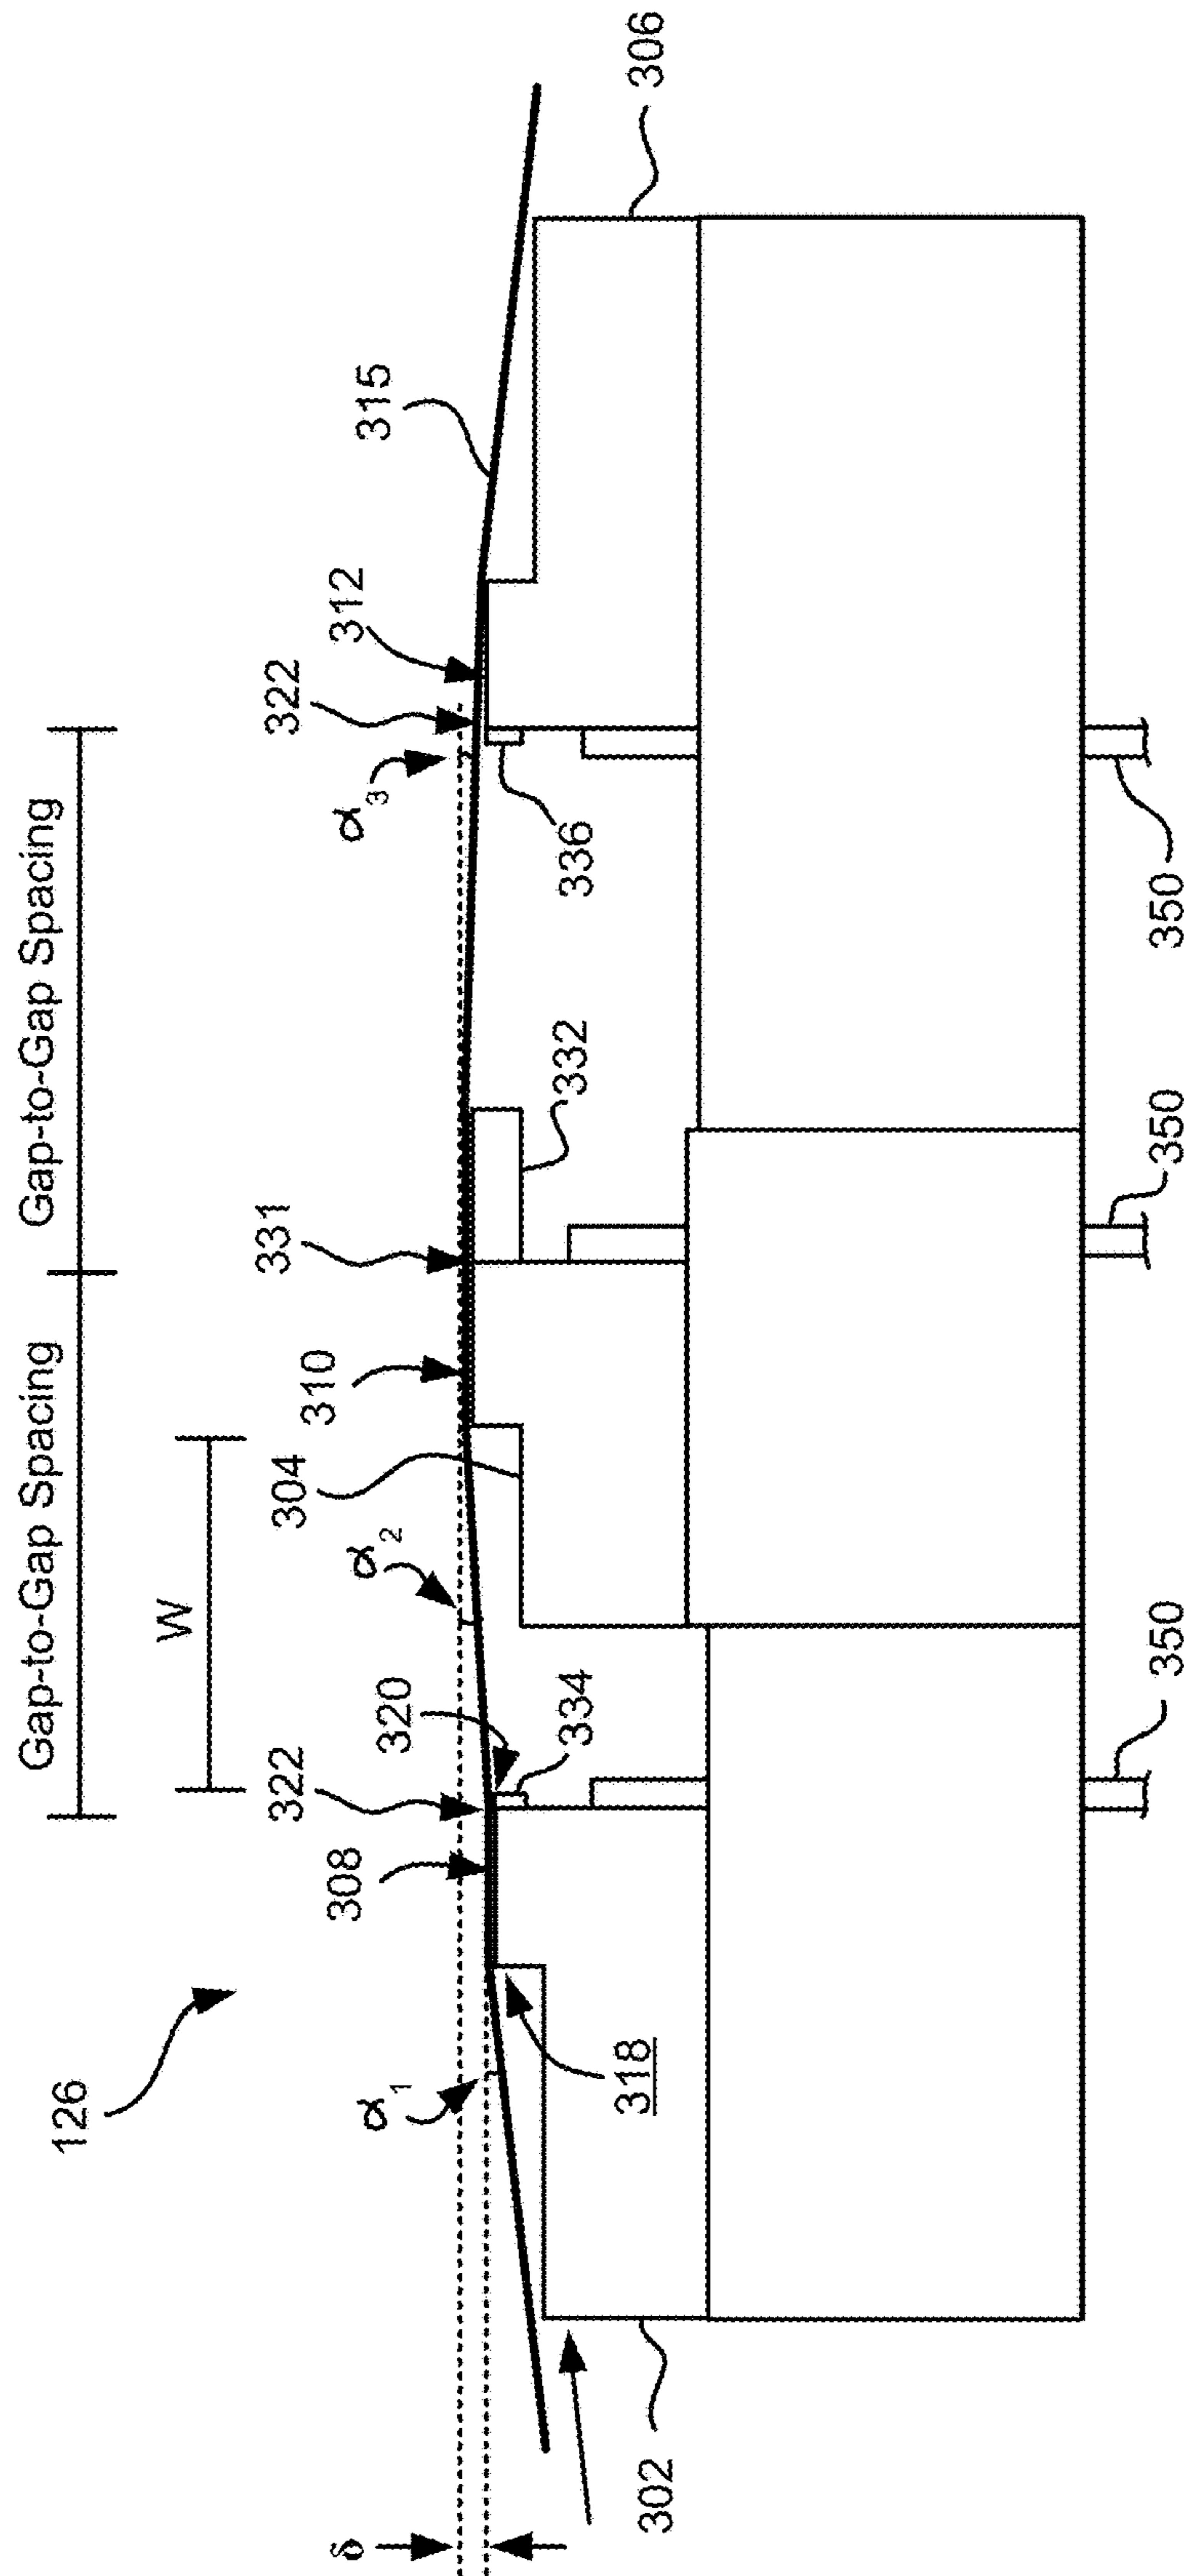 Gap-to-Gap Spacing
Gap-to-Gap Spacing
W
126
δ
α1
308
322
320
334
α2
304
310
331
332
α3
322
312
336
315
306
318
302
350
350
350